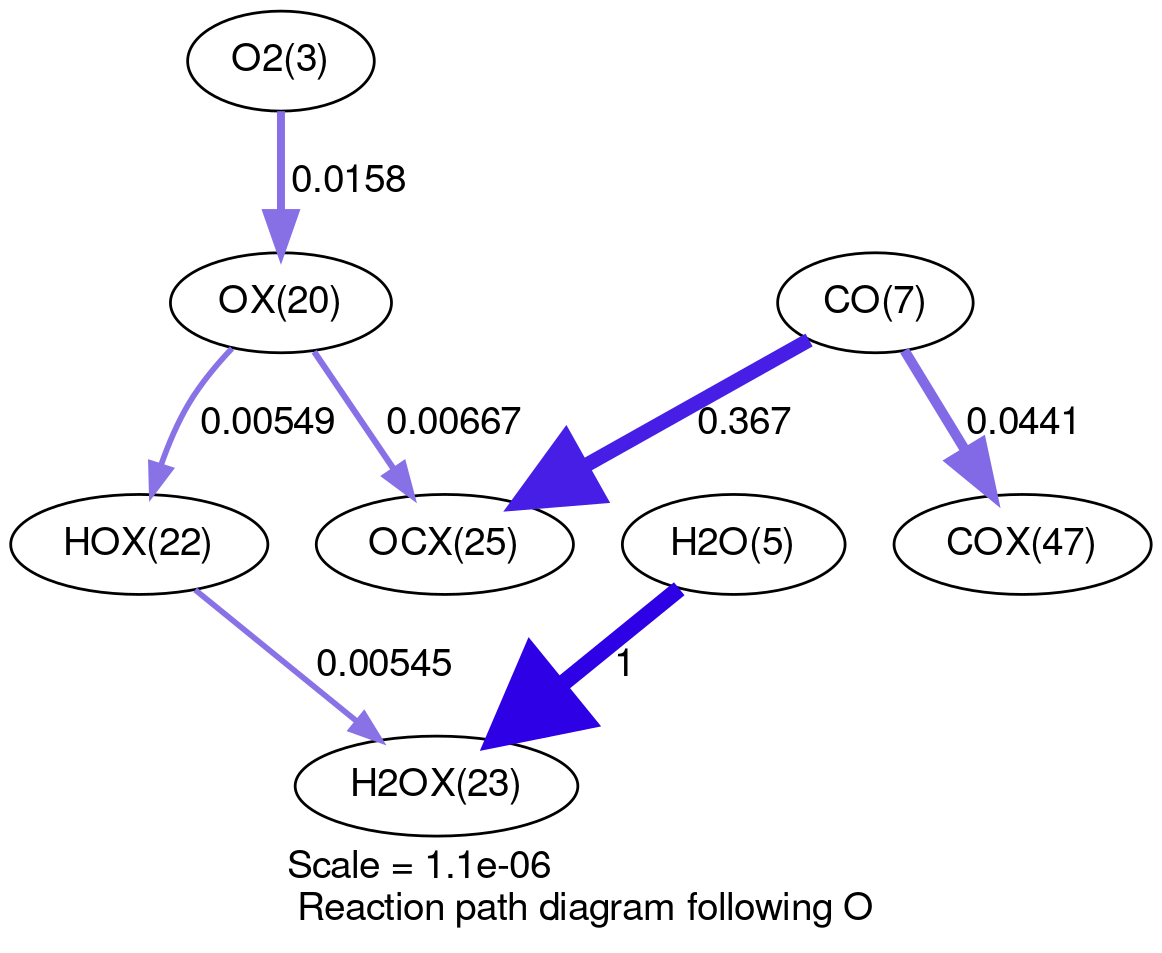 O2(3)
0.0158
OX(20)
CO(7)
0.00549
0.00667
0.367
0.0441
HOX(22)
OCX(25)
H2O(5)
COX(47)
0.00545
1
H2OX(23)
Scale = 1.1e-06
Reaction path diagram following O